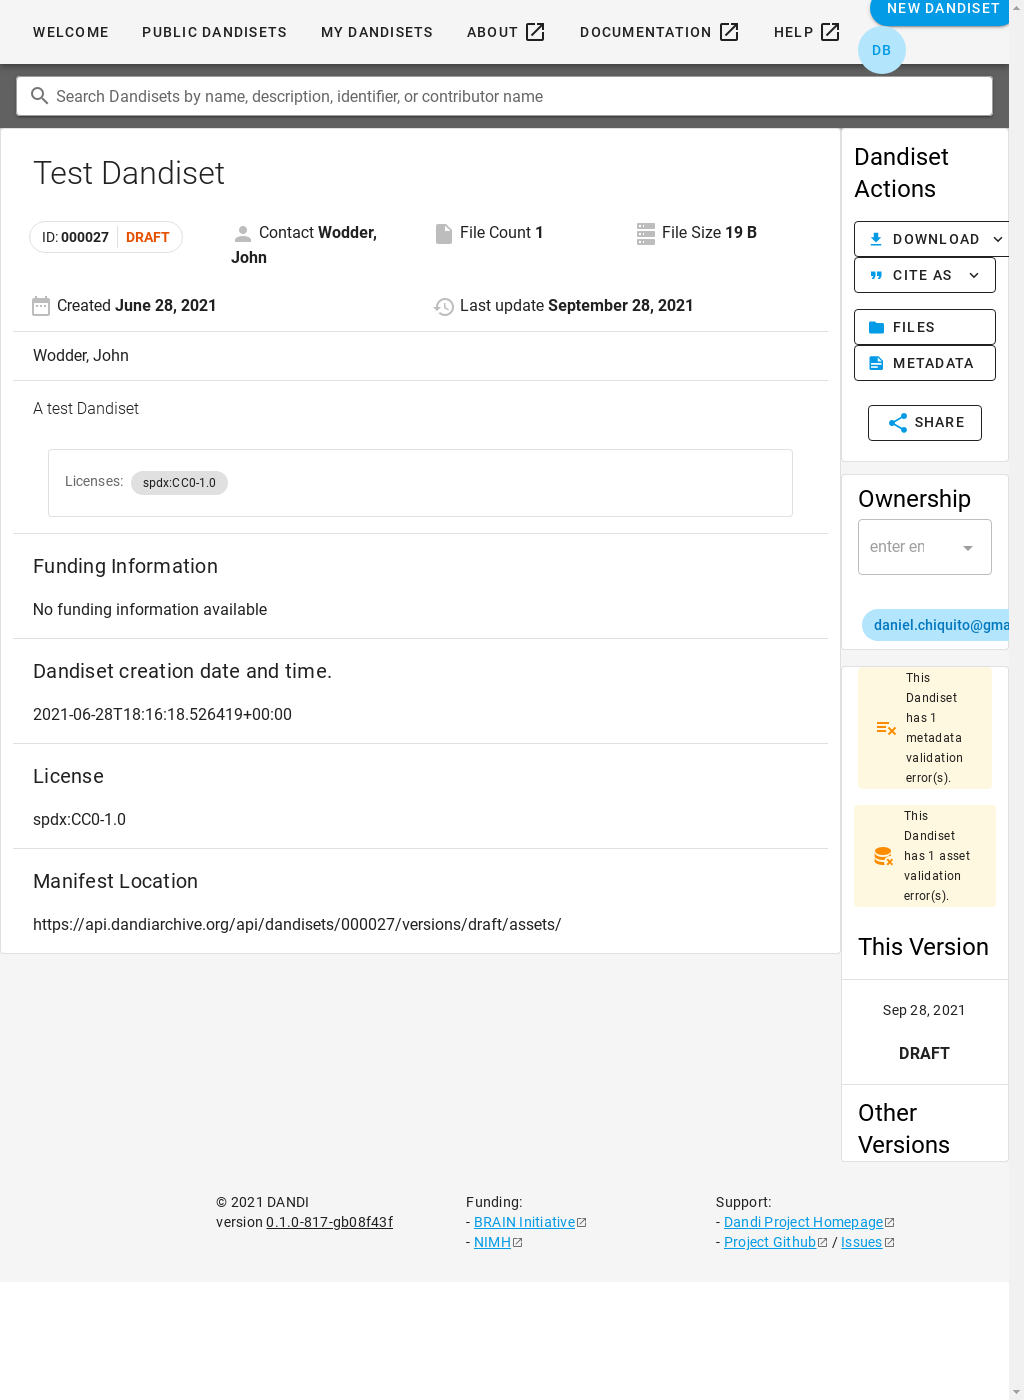 WELCOME PUBLIC DANDISETS MY DANDISETS ABOUT DOCUMENTATION HELP NEW DANDISET
DB
Search Dandisets by name, description, identifier, or contributor name
Test Dandiset
ID: 000027 DRAFT
Contact Wodder, John
File Count 1
File Size 19 B
Created June 28, 2021
Last update September 28, 2021
Wodder, John
A test Dandiset
Licenses: spdx:CC0-1.0
Funding Information
No funding information available
Dandiset creation date and time.
2021-06-28T18:16:18.526419+00:00
License
spdx:CC0-1.0
Manifest Location
https://api.dandiarchive.org/api/dandisets/000027/versions/draft/assets/
Dandiset
Actions
DOWNLOAD
CITE AS
FILES
METADATA
SHARE
Ownership
enter en
daniel.chiquito@gma
This
Dandiset
has 1
metadata
validation
error(s).
This
Dandiset
has 1 asset
validation
error(s).
This Version
Sep 28, 2021
DRAFT
Other
Versions
© 2021 DANDI
version 0.1.0-817-gb08f43f
Funding:
- BRAIN Initiative
- NIMH
Support:
- Dandi Project Homepage
- Project Github / Issues